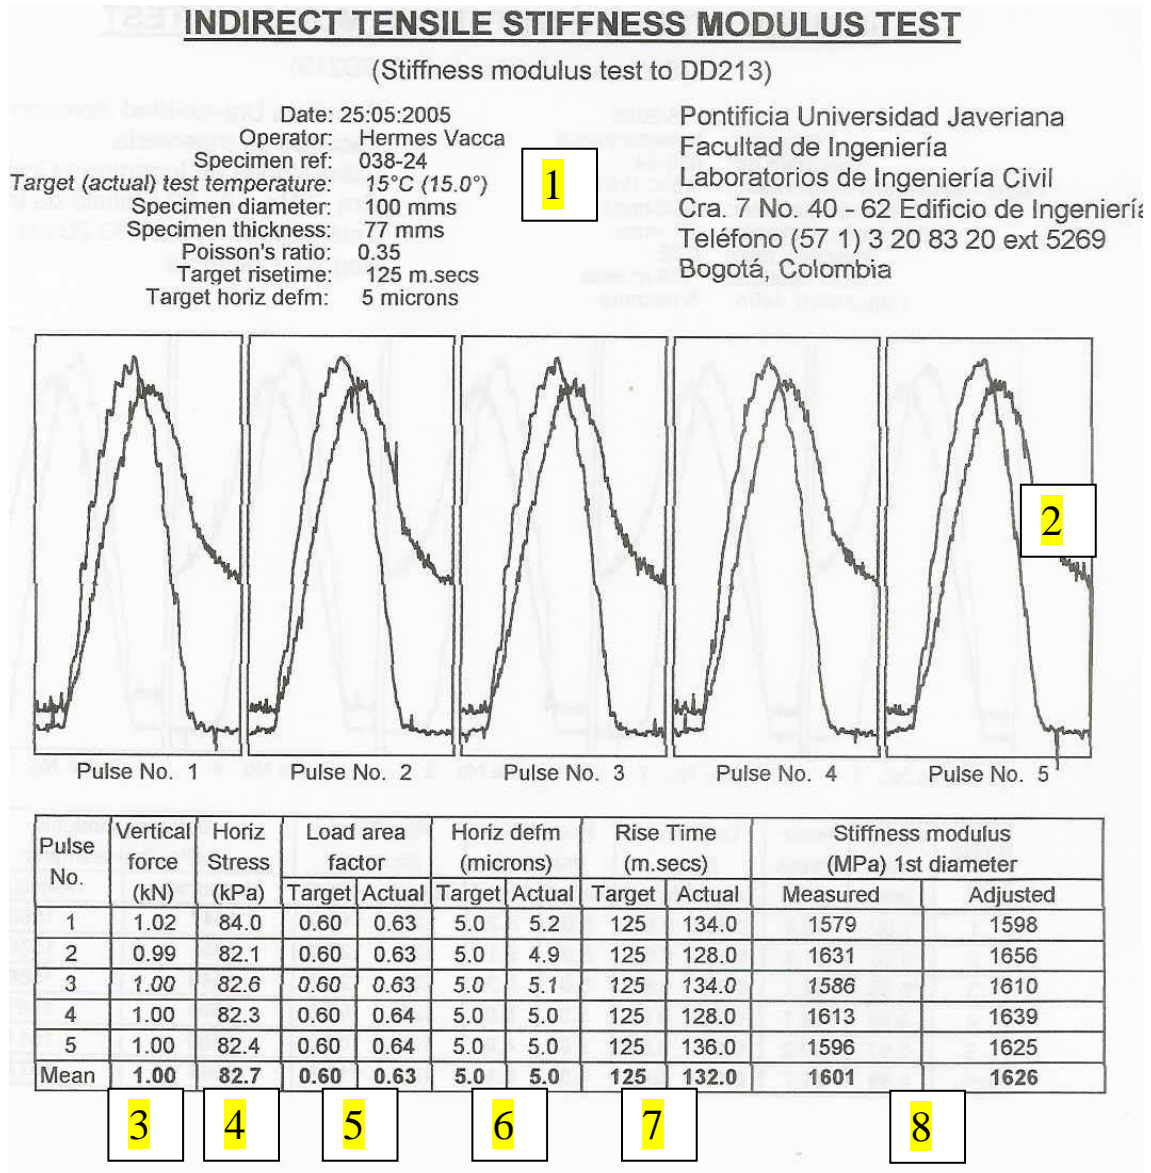 INDIRECT TENSILE STIFFNESS MODULUS TEST
(Stiffness modulus test to DD213)
Date: 25:05:2005
Operator: Hermes Vacca
Specimen ref: 038-24
Target (actual) test temperature: 15°C (15.0°)
Specimen diameter: 100 mms
Specimen thickness: 77 mms
Poisson's ratio: 0.35
Target risetime: 125 m.secs
Target horiz defm: 5 microns
1
Pontificia Universidad Javeriana
Facultad de Ingeniería
Laboratorios de Ingeniería Civil
Cra. 7 No. 40 - 62 Edificio de Ingeniería
Teléfono (57 1) 3 20 83 20 ext 5269
Bogotá, Colombia
2
Pulse No. 1 Pulse No. 2 Pulse No. 3 Pulse No. 4 Pulse No. 5
Pulse No. Vertical force (kN) Horiz Stress (kPa) Load area factor Horiz defm (microns) Rise Time (m.secs) Stiffness modulus (MPa) 1st diameter
Target Actual Target Actual Target Actual Measured Adjusted
1 1.02 84.0 0.60 0.63 5.0 5.2 125 134.0 1579 1598
2 0.99 82.1 0.60 0.63 5.0 4.9 125 128.0 1631 1656
3 1.00 82.6 0.60 0.63 5.0 5.1 125 134.0 1586 1610
4 1.00 82.3 0.60 0.64 5.0 5.0 125 128.0 1613 1639
5 1.00 82.4 0.60 0.64 5.0 5.0 125 136.0 1596 1625
Mean 1.00 82.7 0.60 0.63 5.0 5.0 125 132.0 1601 1626
3 4 5 6 7 8